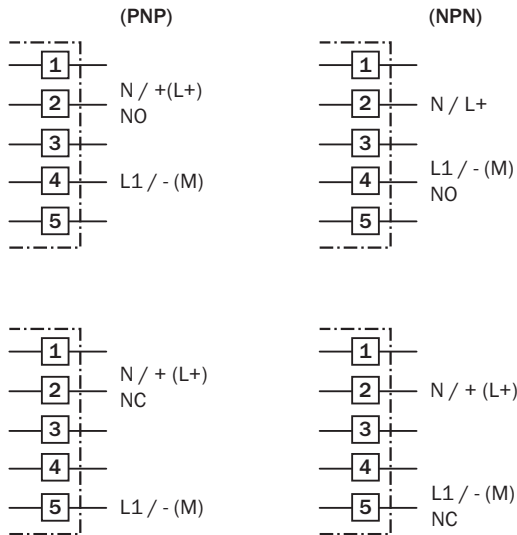 (PNP)
(NPN)
1
2
N / +(L+)
NO
3
4
L1 / - (M)
5
1
2
N / L+
3
4
L1 / - (M)
NO
5
1
2
N / + (L+)
NC
3
4
5
L1 / - (M)
1
2
N / + (L+)
3
4
5
L1 / - (M)
NC